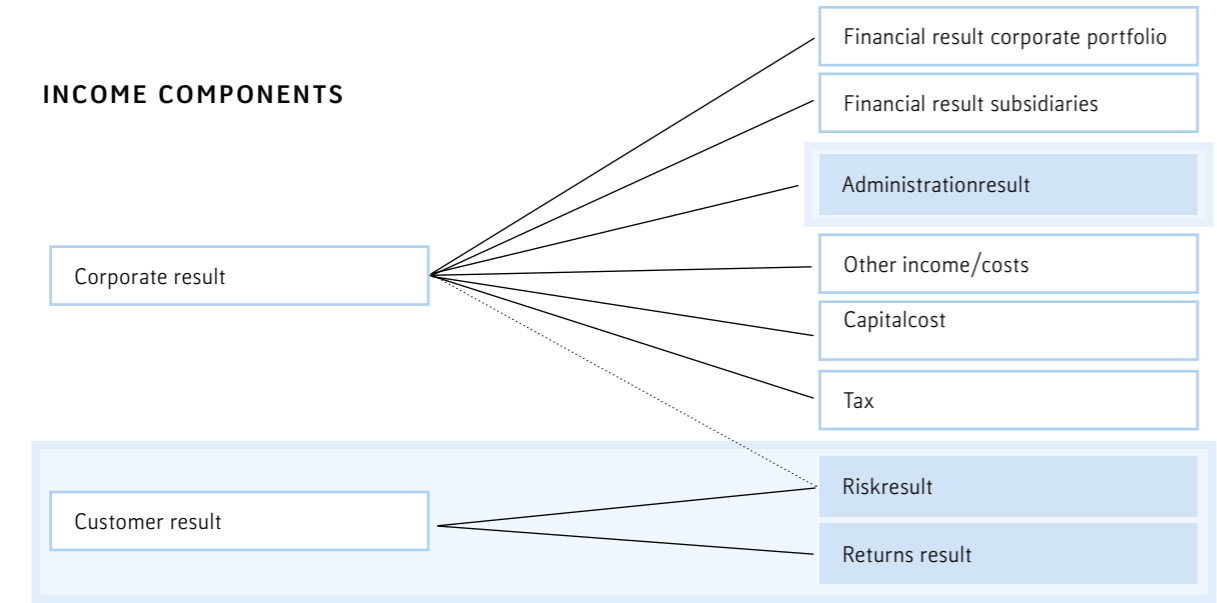 INCOME COMPONENTS
Financial result corporate portfolio
Financial result subsidiaries
Administrationresult
Corporate result
Other income/costs
Capitalcost
Tax
Customer result
Riskresult
Returns result